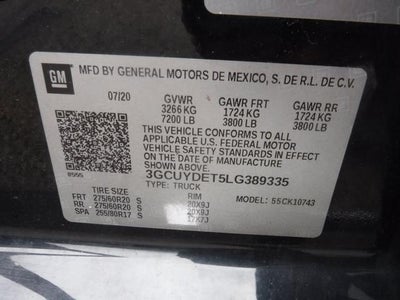 GM MFD BY GENERAL MOTORS DE MEXICO, S. DE R.L. DE C.V.
07/20 GVWR GAWR FRT GAWR RR
3266 KG 1724 KG 1724 KG
7200 LB 3800 LB 3800 LB
THIS VEHICLE CONFORMS TO ALL
APPLICABLE U.S. FEDERAL MOTOR
VEHICLE SAFETY STANDARDS IN EFFECT ON
THE DATE OF MANUFACTURE SHOWN ABOVE.
3GCUYDET5LG389335
TYPE: TRUCK MODEL: 55CK10743
TIRE SIZE RIM
FRT 275/60R20 S 20X9J
RR 275/60R20 S 20X9J
SPA 255/80R17 S 17X7J